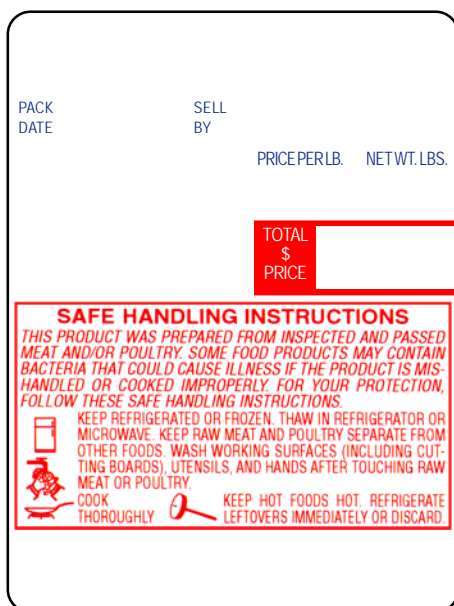 PACK SELL
DATE BY
PRICE PER LB. NET WT. LBS.
TOTAL
$
PRICE
SAFE HANDLING INSTRUCTIONS
THIS PRODUCT WAS PREPARED FROM INSPECTED AND PASSED
MEAT AND/OR POULTRY. SOME FOOD PRODUCTS MAY CONTAIN
BACTERIA THAT COULD CAUSE ILLNESS IF THE PRODUCT IS MIS-
HANDLED OR COOKED IMPROPERLY. FOR YOUR PROTECTION,
FOLLOW THESE SAFE HANDLING INSTRUCTIONS.
KEEP REFRIGERATED OR FROZEN. THAW IN REFRIGERATOR OR
MICROWAVE. KEEP RAW MEAT AND POULTRY SEPARATE FROM
OTHER FOODS. WASH WORKING SURFACES (INCLUDING CUT-
TING BOARDS), UTENSILS, AND HANDS AFTER TOUCHING RAW
MEAT OR POULTRY.
COOK
THOROUGHLY
KEEP HOT FOODS HOT. REFRIGERATE
LEFTOVERS IMMEDIATELY OR DISCARD.